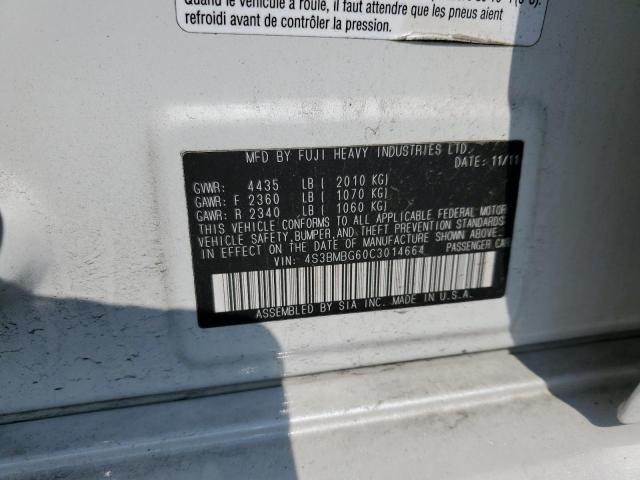 Quand le véhicule a roulé, il faut attendre que les pneus aient
refroidi avant de contrôler la pression.
MFD BY FUJI HEAVY INDUSTRIES LTD.
DATE: 11/11
GVWR: 4435 LB ( 2010 KG)
GAWR: F 2360 LB ( 1070 KG)
GAWR: R 2340 LB ( 1060 KG)
THIS VEHICLE CONFORMS TO ALL APPLICABLE FEDERAL MOTOR
VEHICLE SAFETY BUMPER, AND THEFT PREVENTION STANDARDS
IN EFFECT ON THE DATE OF MANUFACTURE SHOWN ABOVE.
VIN: 4S3BMBG60C3014664 PASSENGER CAR
ASSEMBLED BY SIA INC. MADE IN U.S.A.